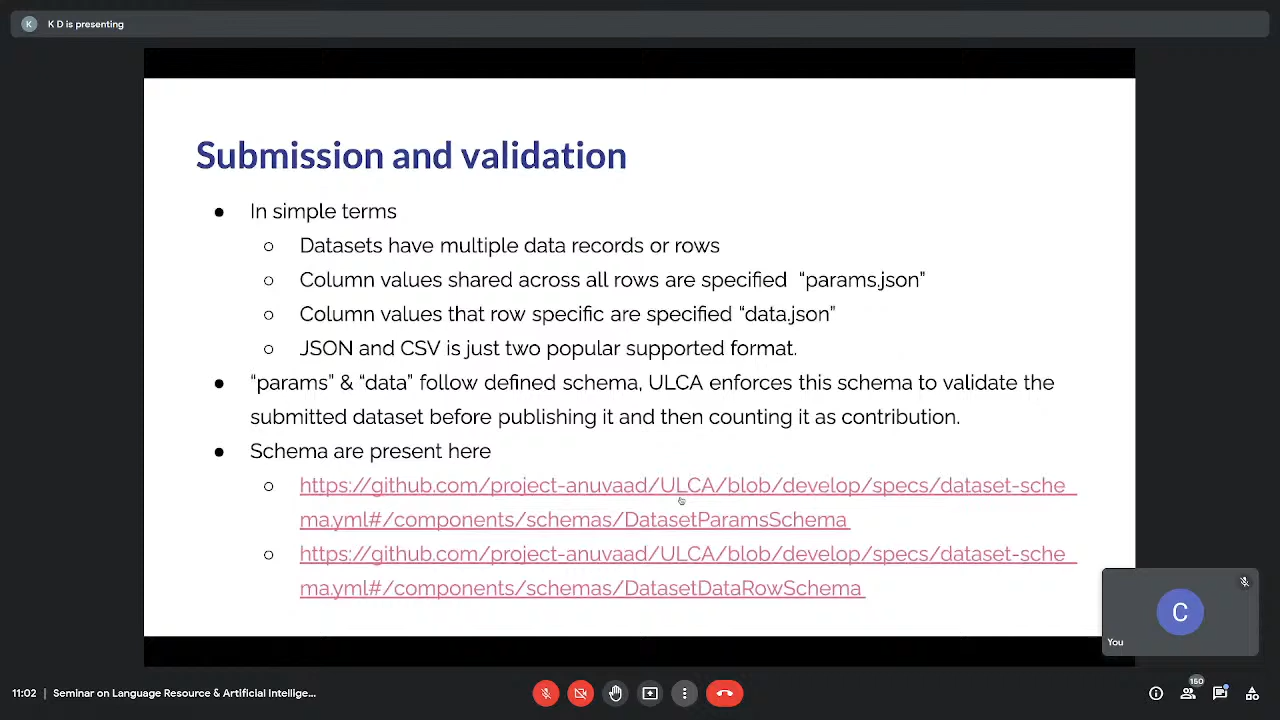 K K D is presenting
Submission and validation
● In simple terms
○ Datasets have multiple data records or rows
○ Column values shared across all rows are specified “params.json”
○ Column values that row specific are specified “data.json”
○ JSON and CSV is just two popular supported format.
● “params” & “data” follow defined schema, ULCA enforces this schema to validate the
submitted dataset before publishing it and then counting it as contribution.
● Schema are present here
○ https://github.com/project-anuvaad/ULCA/blob/develop/specs/dataset-sche
ma.yml#/components/schemas/DatasetParamsSchema
○ https://github.com/project-anuvaad/ULCA/blob/develop/specs/dataset-sche
ma.yml#/components/schemas/DatasetDataRowSchema
C
You
11:02 | Seminar on Language Resource & Artificial Intellige...
150